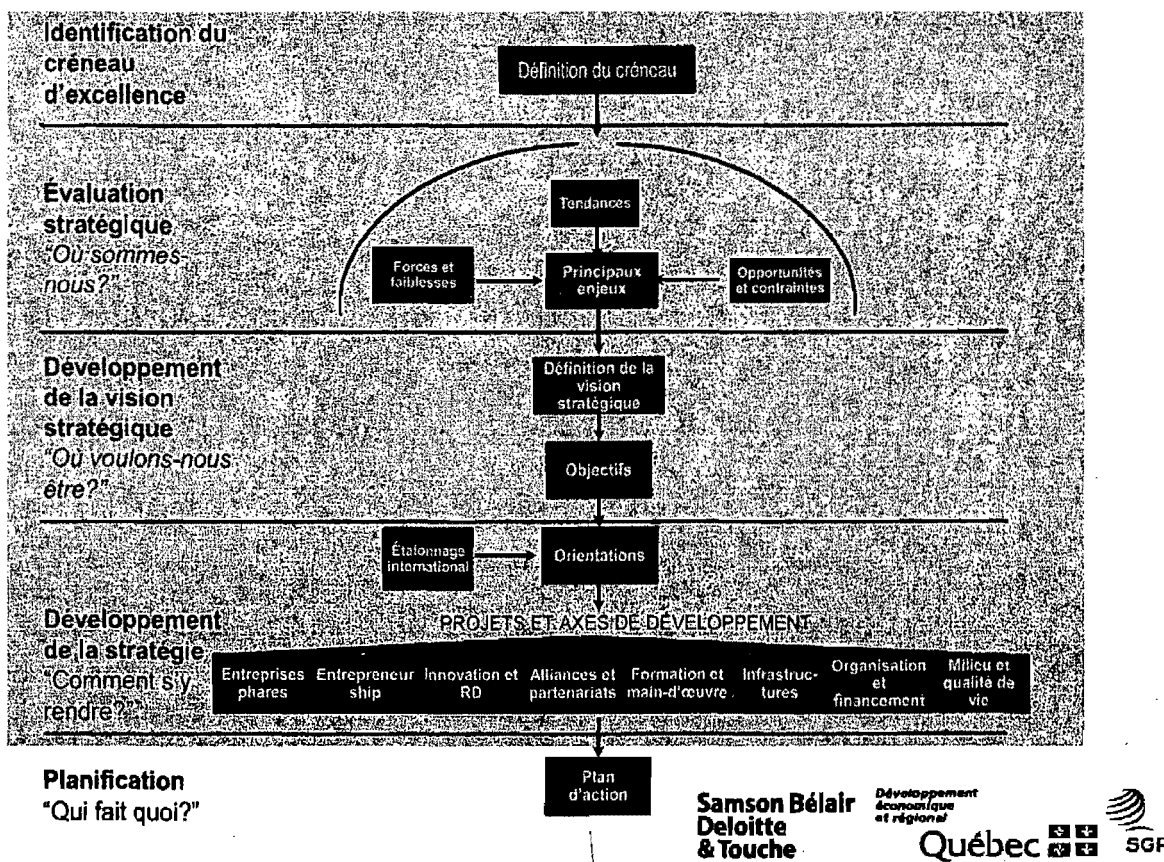 Identification du
créneau
d'excellence
Définition du créneau
Évaluation
stratégique
"Où sommes-
nous?"
Tendances
Forces et
faiblesses
Principaux
enjeux
Opportunités
et contraintes
Développement
de la vision
stratégique
"Où voulons-nous
être?"
Définition de la
vision
stratégique
Objectifs
Étalonnage
international
Orientations
Développement
de la stratégie
"Comment s'y
rendre?"
PROJETS ET AXES DE DÉVELOPPEMENT
Entreprises
phares
Entrepreneur
ship
Innovation et
RD
Alliances et
partenariats
Formation et
main-d'œuvre
Infrastruc-
tures
Organisation
et
financement
Milieu et
qualité de
vie
Planification
"Qui fait quoi?"
Plan
d'action
Samson Bélair
Deloitte
& Touche
Développement
économique
et régional
Québec
SGF